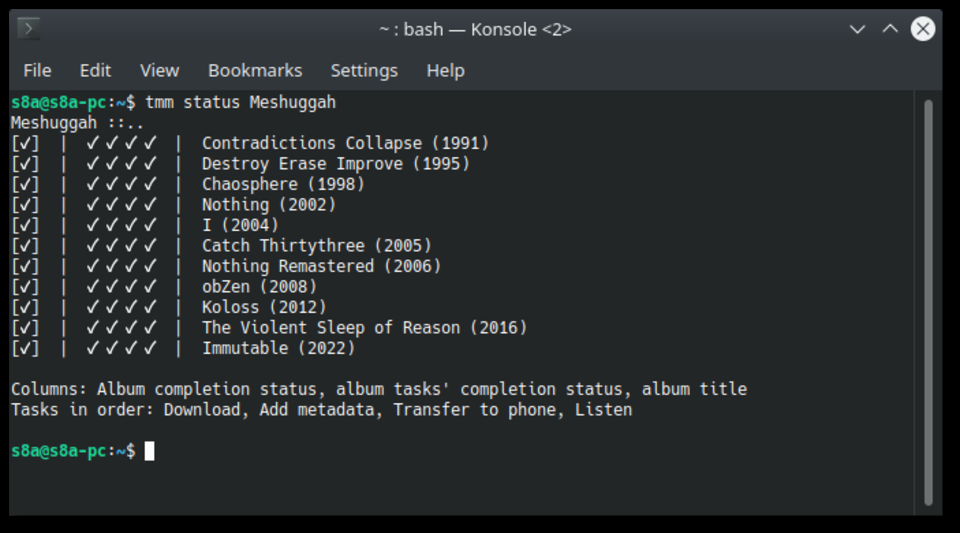 ~ : bash — Konsole <2>
File Edit View Bookmarks Settings Help
s8a@s8a-pc:~$ tmm status Meshuggah
Meshuggah ::..
[✓] | ✓ ✓ ✓ ✓ | Contradictions Collapse (1991)
[✓] | ✓ ✓ ✓ ✓ | Destroy Erase Improve (1995)
[✓] | ✓ ✓ ✓ ✓ | Chaosphere (1998)
[✓] | ✓ ✓ ✓ ✓ | Nothing (2002)
[✓] | ✓ ✓ ✓ ✓ | I (2004)
[✓] | ✓ ✓ ✓ ✓ | Catch Thirtythree (2005)
[✓] | ✓ ✓ ✓ ✓ | Nothing Remastered (2006)
[✓] | ✓ ✓ ✓ ✓ | obZen (2008)
[✓] | ✓ ✓ ✓ ✓ | Koloss (2012)
[✓] | ✓ ✓ ✓ ✓ | The Violent Sleep of Reason (2016)
[✓] | ✓ ✓ ✓ ✓ | Immutable (2022)
Columns: Album completion status, album tasks' completion status, album title
Tasks in order: Download, Add metadata, Transfer to phone, Listen
s8a@s8a-pc:~$